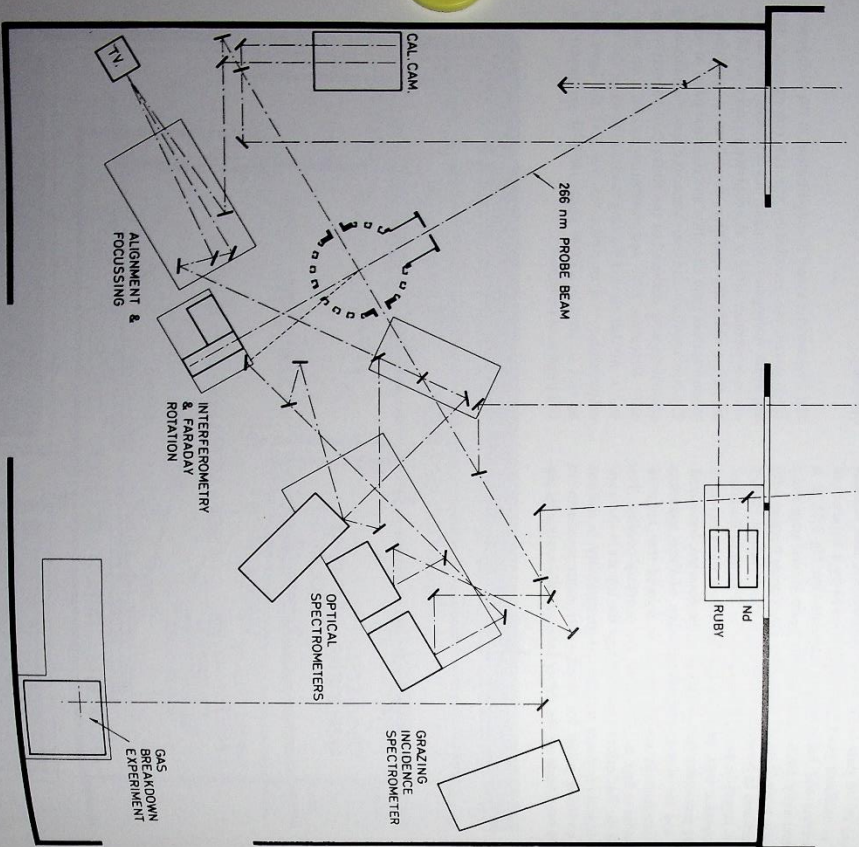 CAL. CAM.
TV.
266 nm PROBE BEAM
ALIGNMENT &
FOCUSSING
INTERFEROMETRY
& FARADAY
ROTATION
Nd
RUBY
OPTICAL
SPECTROMETERS
GRAZING
INCIDENCE
SPECTROMETER
GAS
BREAKDOWN
EXPERIMENT